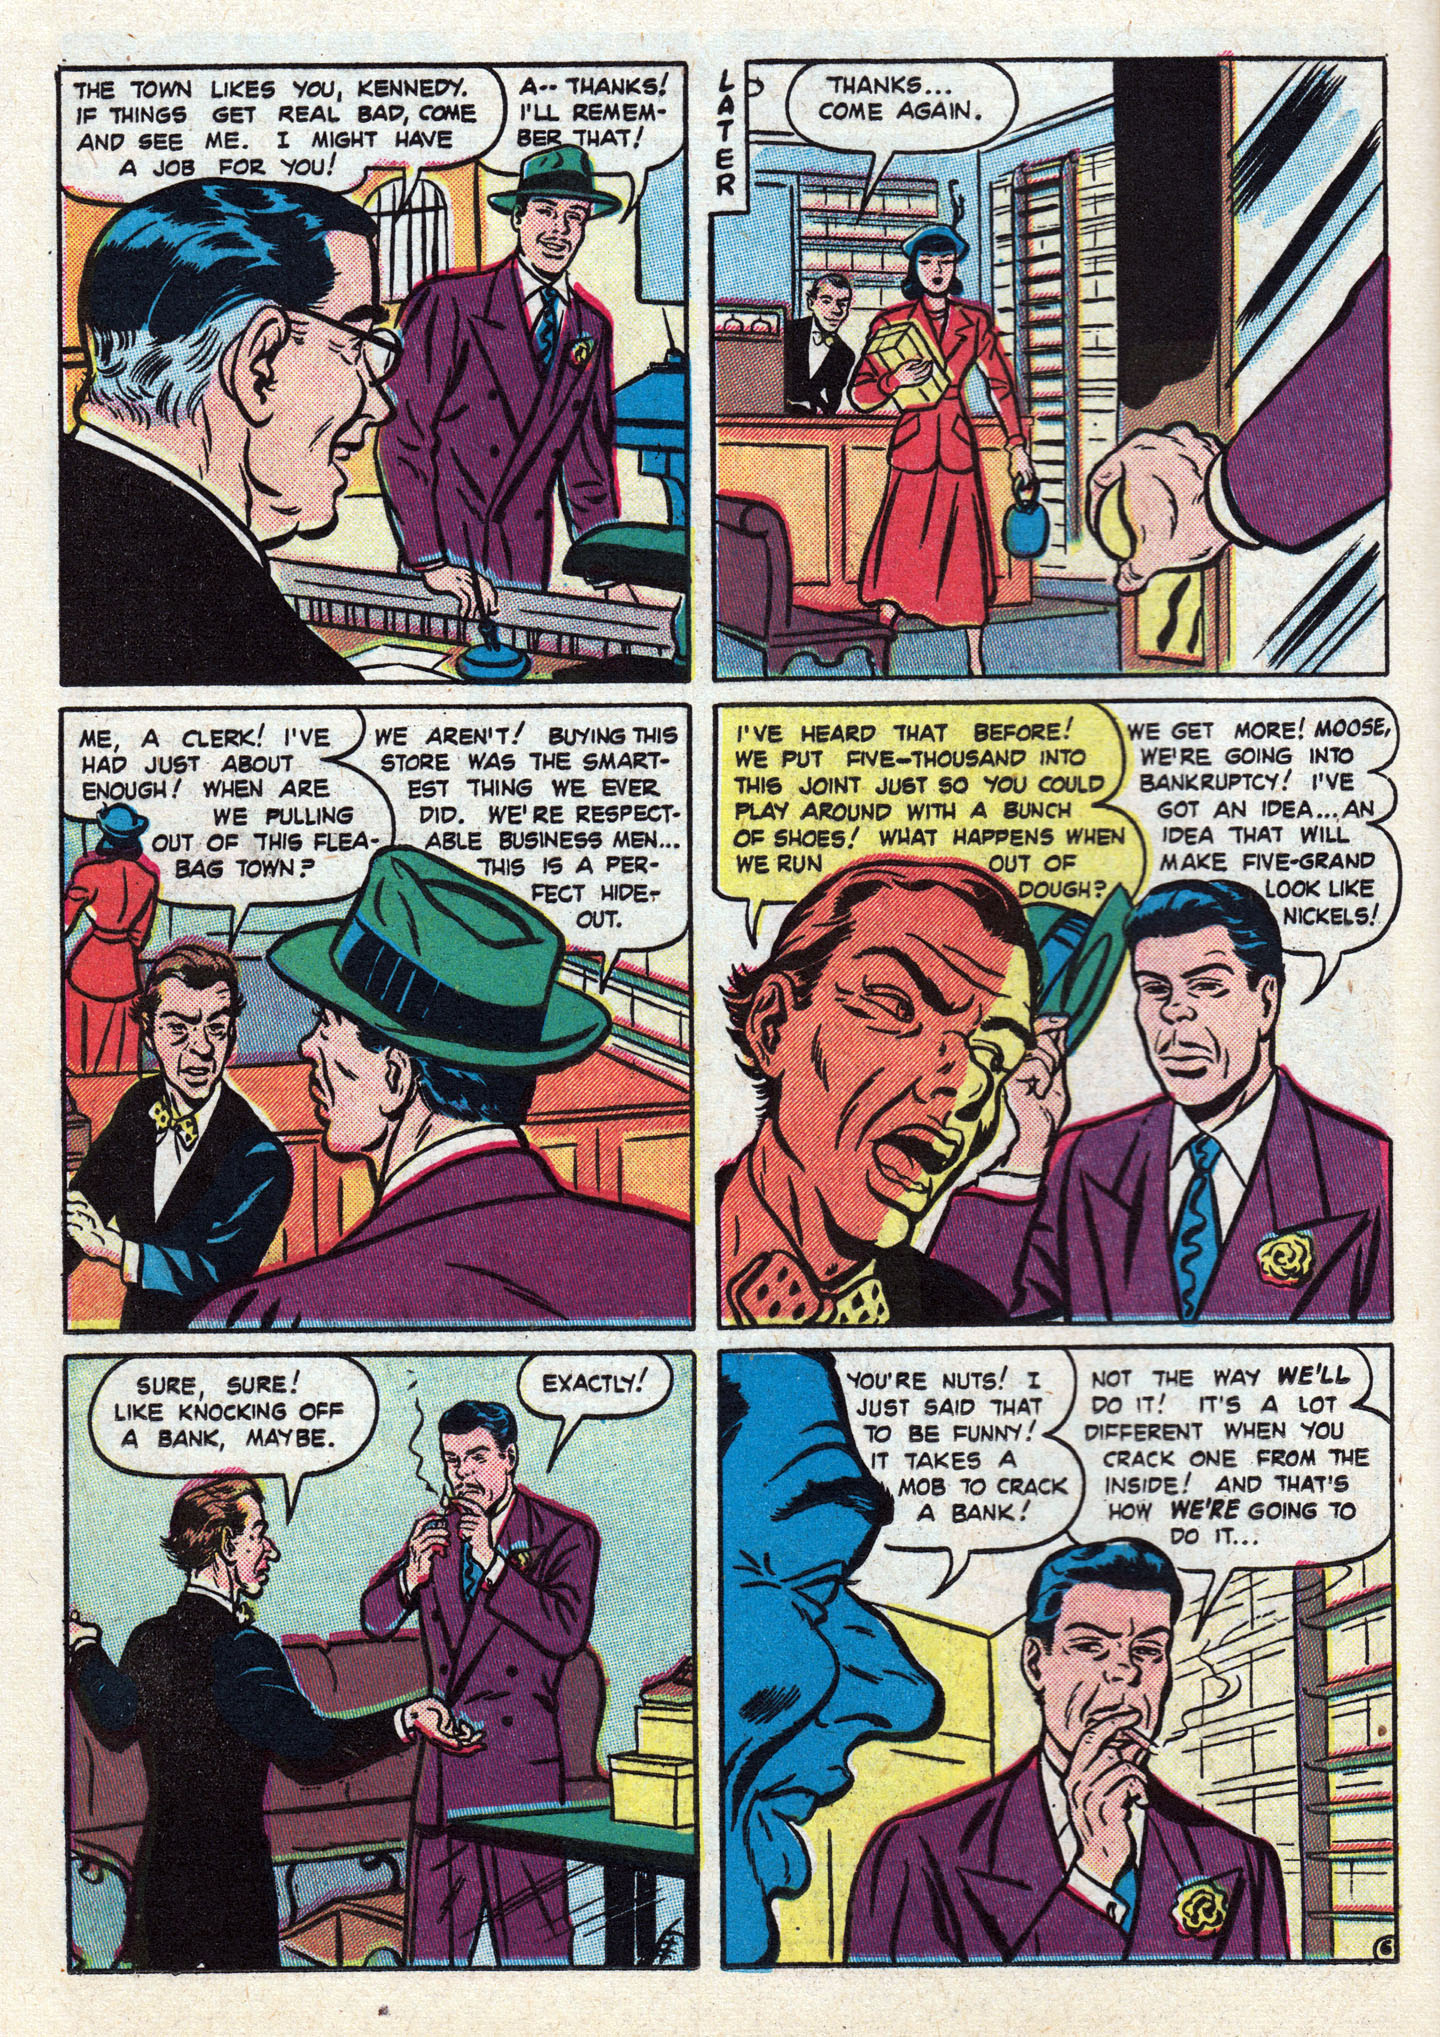 THE TOWN LIKES YOU, KENNEDY.
IF THINGS GET REAL BAD, COME
AND SEE ME. I MIGHT HAVE
A JOB FOR YOU!
A-- THANKS!
I'LL REMEM-
BER THAT!
LATER
THANKS...
COME AGAIN.
ME, A CLERK! I'VE
HAD JUST ABOUT
ENOUGH! WHEN ARE
WE PULLING
OUT OF THIS FLEA-
BAG TOWN?
WE AREN'T! BUYING THIS
STORE WAS THE SMART-
EST THING WE EVER
DID. WE'RE RESPECT-
ABLE BUSINESS MEN...
THIS IS A PER-
FECT HIDE-
OUT.
I'VE HEARD THAT BEFORE!
WE PUT FIVE-THOUSAND INTO
THIS JOINT JUST SO YOU COULD
PLAY AROUND WITH A BUNCH
OF SHOES! WHAT HAPPENS WHEN
WE RUN OUT OF
DOUGH?
WE GET MORE! MOOSE,
WE'RE GOING INTO
BANKRUPTCY! I'VE
GOT AN IDEA...AN
IDEA THAT WILL
MAKE FIVE-GRAND
LOOK LIKE
NICKELS!
SURE, SURE!
LIKE KNOCKING OFF
A BANK, MAYBE.
EXACTLY!
YOU'RE NUTS! I
JUST SAID THAT
TO BE FUNNY!
IT TAKES A
MOB TO CRACK
A BANK!
NOT THE WAY WE'LL
DO IT! IT'S A LOT
DIFFERENT WHEN YOU
CRACK ONE FROM THE
INSIDE! AND THAT'S
HOW WE'RE GOING TO
DO IT...
6